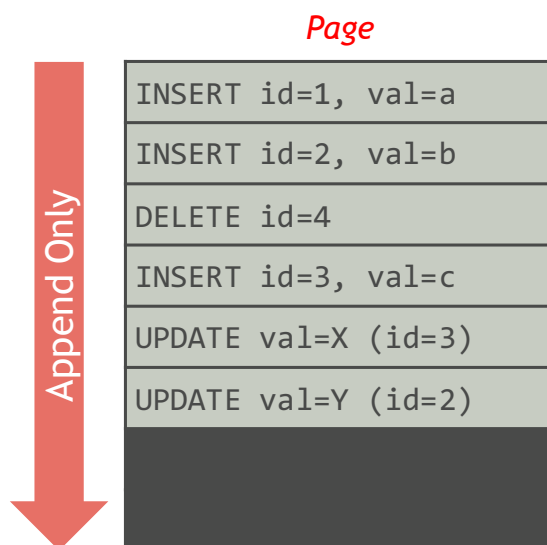 Page
Append Only
INSERT id=1, val=a
INSERT id=2, val=b
DELETE id=4
INSERT id=3, val=c
UPDATE val=X (id=3)
UPDATE val=Y (id=2)